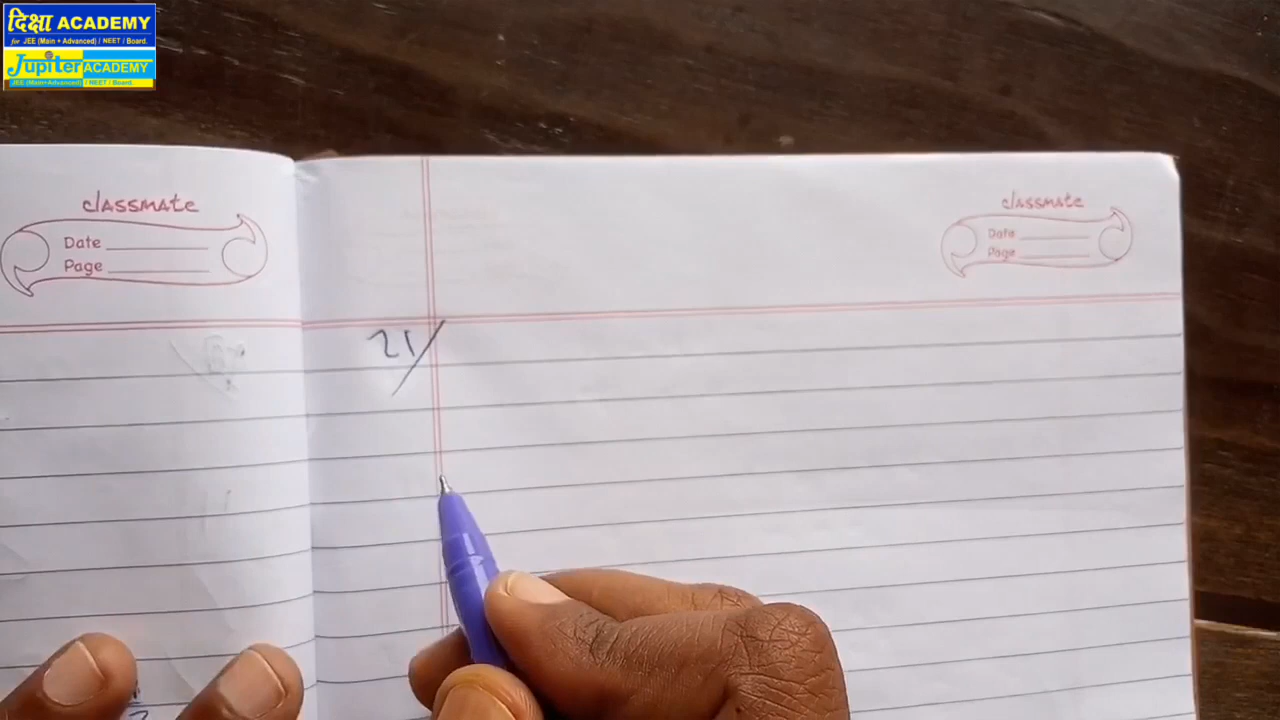 दिक्षा ACADEMY
for JEE (Main + Advanced) / NEET / Board.
Jupiter ACADEMY
JEE (Main+Advanced) / NEET / Board.
classmate
Date
Page
classmate
Date
Page
21/